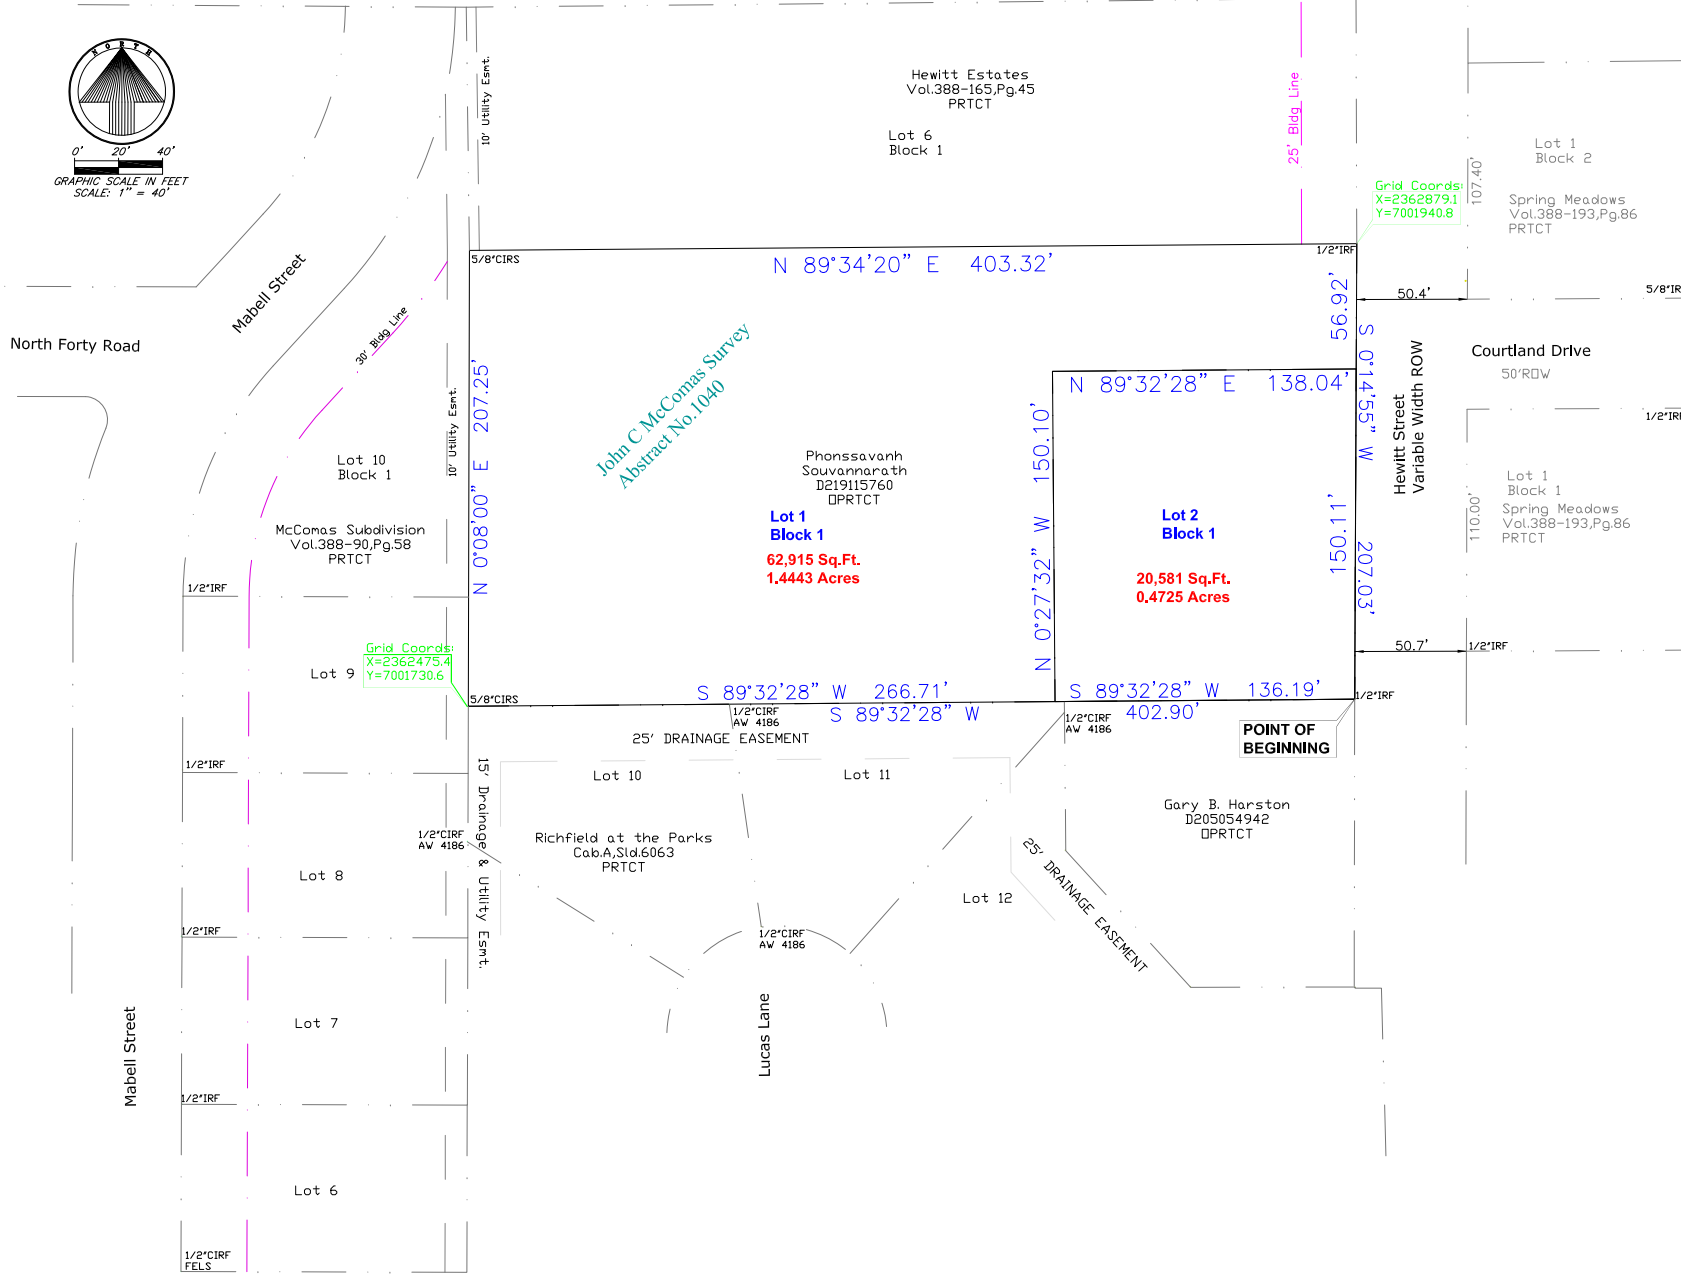 NORTH
0' 20' 40'
GRAPHIC SCALE IN FEET
SCALE: 1" = 40'
10' Utility Esmt.
Hewitt Estates
Vol.388-165,Pg.45
PRTCT
Lot 6
Block 1
25' Bldg Line
Lot 1
Block 2
107.40'
Spring Meadows
Vol.388-193,Pg.86
PRTCT
Grid Coords:
X=2362879.1
Y=7001940.8
Mabell Street
North Forty Road
30' Bldg Line
5/8"CIRS
N 89°34'20" E 403.32'
1/2"IRF
56.92'
50.4'
5/8"IR
Courtland Drive
50'ROW
1/2"IRF
John C McComas Survey
Abstract No.1040
N 0°08'00" E 207.25'
10' Utility Esmt.
Lot 10
Block 1
McComas Subdivision
Vol.388-90,Pg.58
PRTCT
Phonssavanh
Souvannarath
D219115760
OPRTCT
Lot 1
Block 1
62,915 Sq.Ft.
1.4443 Acres
N 89°32'28" E 138.04'
N 0°27'32" W 150.10'
Lot 2
Block 1
20,581 Sq.Ft.
0.4725 Acres
150.11'
S 0°14'55" W 207.03'
Hewitt Street
Variable Width ROW
Lot 1
Block 1
Spring Meadows
Vol.388-193,Pg.86
PRTCT
110.00'
1/2"IRF
Grid Coords:
X=2362475.4
Y=7001730.6
Lot 9
5/8"CIRS
S 89°32'28" W 266.71'
S 89°32'28" W 136.19'
S 89°32'28" W 402.90'
50.7'
1/2"IRF
1/2"IRF
1/2"CIRF
AW 4186
1/2"CIRF
AW 4186
25' DRAINAGE EASEMENT
POINT OF
BEGINNING
1/2"IRF
15' Drainage & Utility Esmt.
Lot 10
Lot 11
Richfield at the Parks
Cab.A,Sld.6063
PRTCT
1/2"CIRF
AW 4186
Gary B. Harston
D205054942
OPRTCT
25' DRAINAGE EASEMENT
Lot 8
Lot 12
1/2"IRF
1/2"CIRF
AW 4186
Lucas Lane
Lot 7
Mabell Street
1/2"IRF
Lot 6
1/2"CIRF
FELS